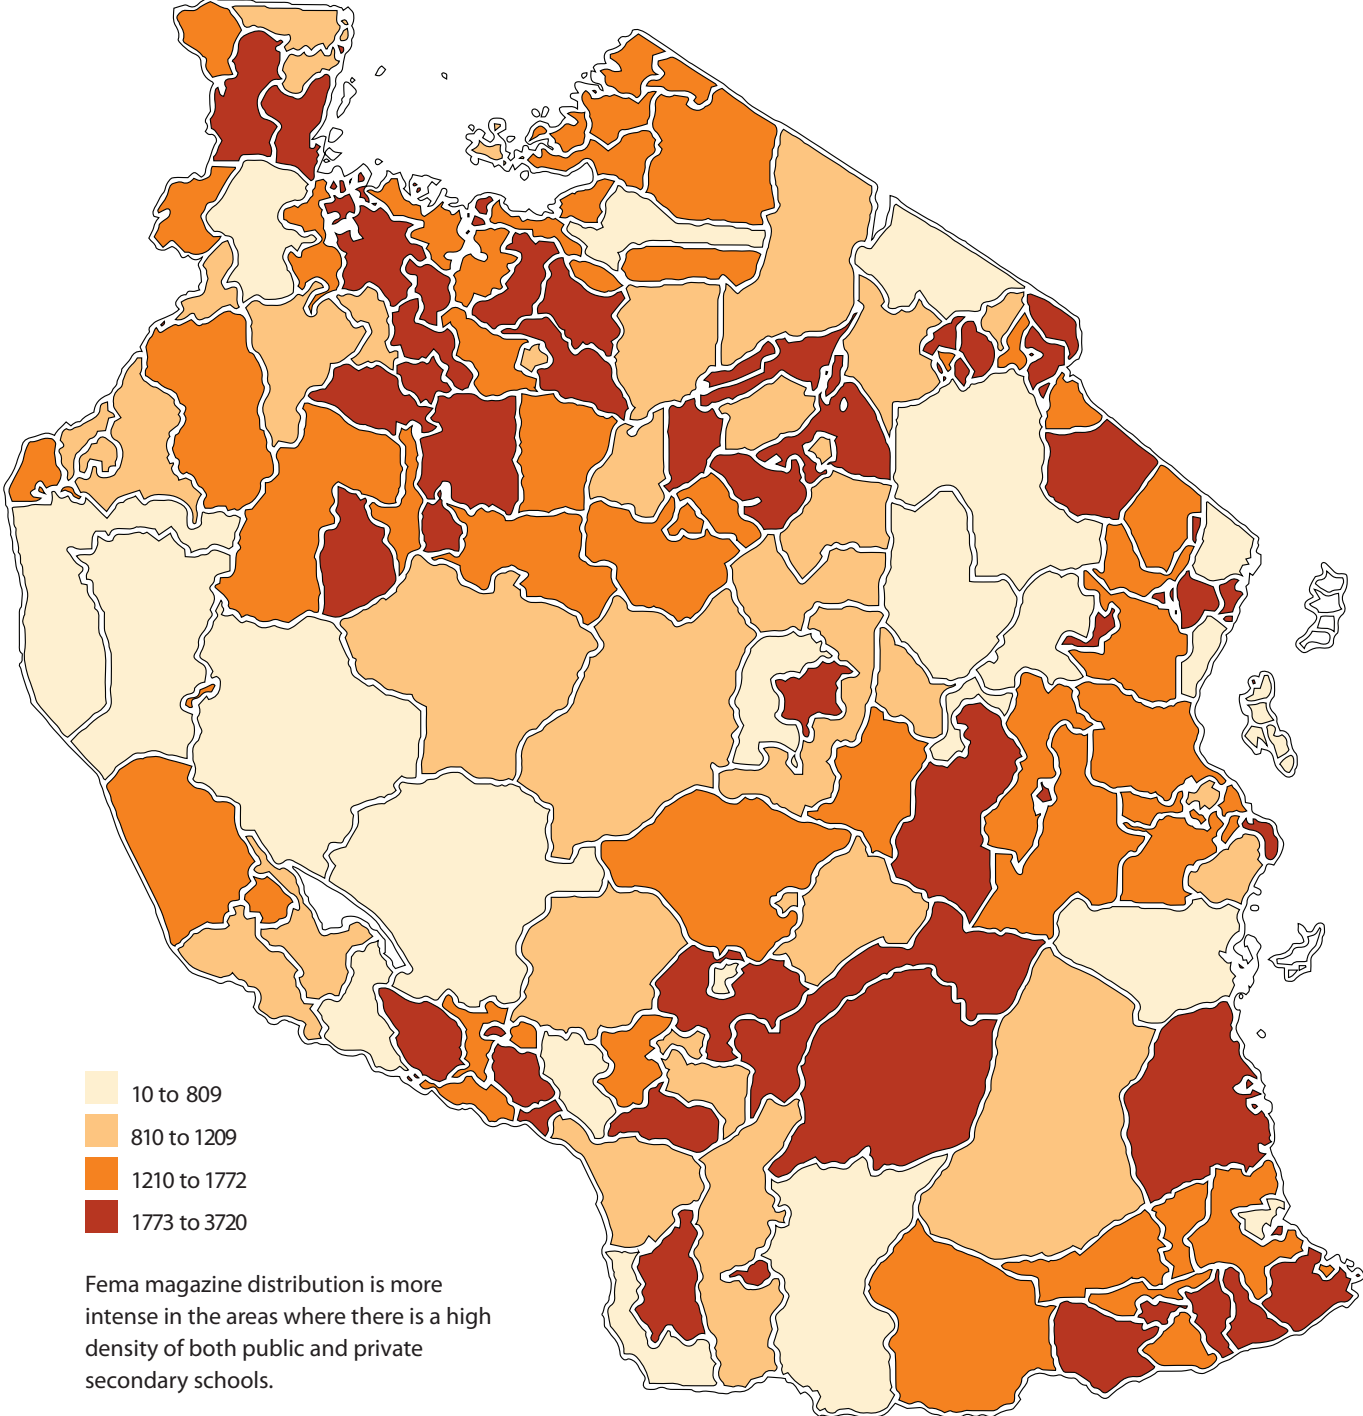 10 to 809
810 to 1209
1210 to 1772
1773 to 3720
Fema magazine distribution is more
intense in the areas where there is a high
density of both public and private
secondary schools.